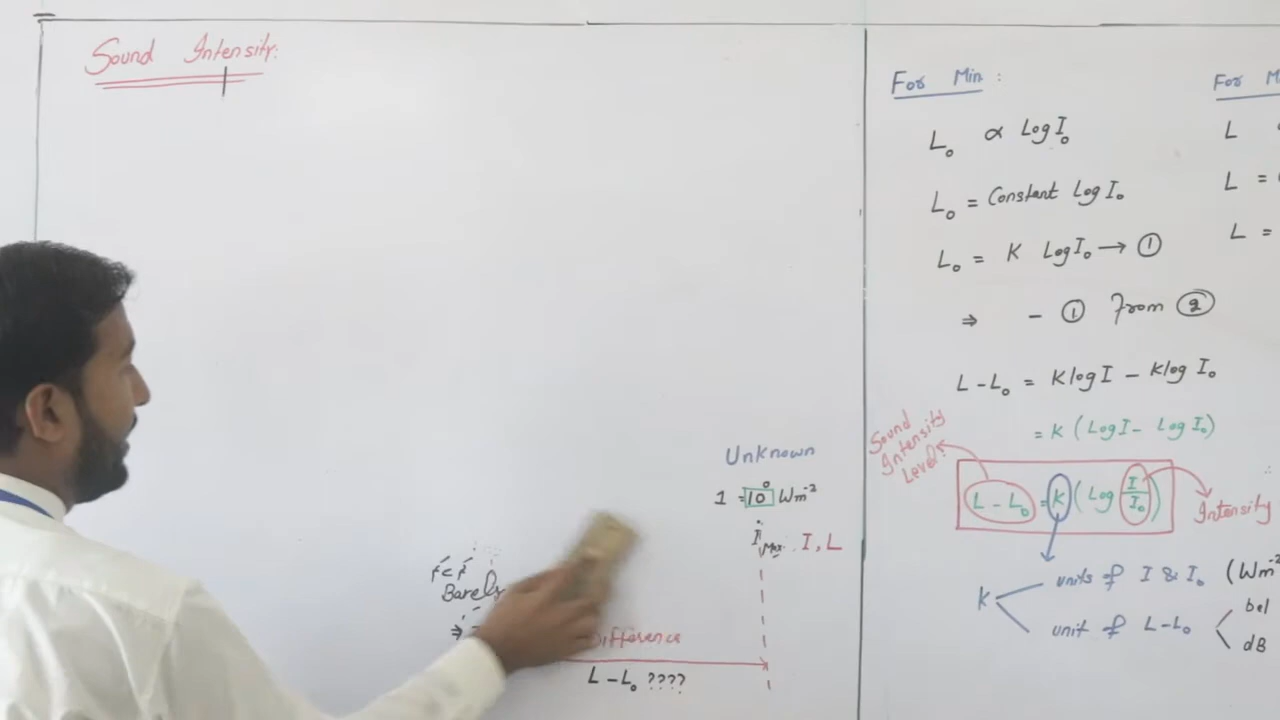 Sound Intensity:
Unknown
1 = 10⁰ Wm⁻²
I Max. I, L
Barely
Difference
L - L₀ ????
For Min :
L₀ ∝ Log I₀
L₀ = Constant Log I₀
L₀ = K Log I₀ → ①
⇒ - ① From ②
L - L₀ = K log I - K log I₀
= K (Log I - Log I₀)
Sound
Intensity
Level
L - L₀ = K (Log I/I₀)
Intensity
K
units of I & I₀ (Wm⁻²
unit of L - L₀
bel
dB
For M
L
L =
L =